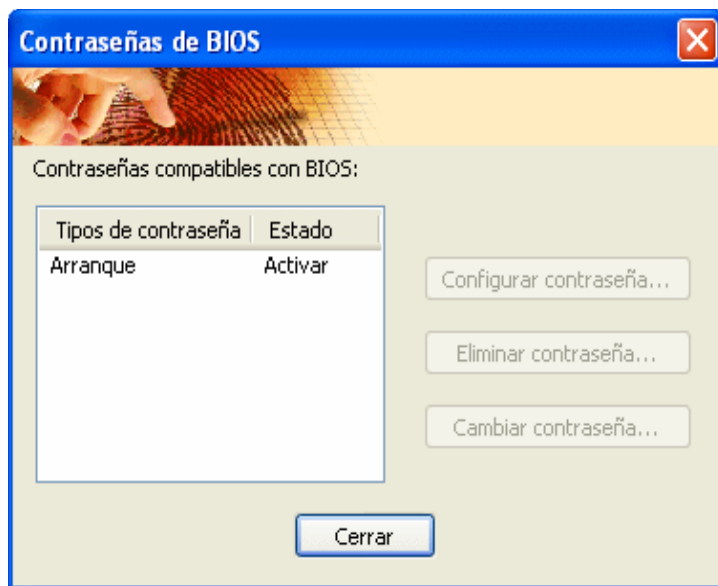 Contraseñas de BIOS
Contraseñas compatibles con BIOS:
Tipos de contraseña Estado
Arranque Activar
Configurar contraseña...
Eliminar contraseña...
Cambiar contraseña...
Cerrar